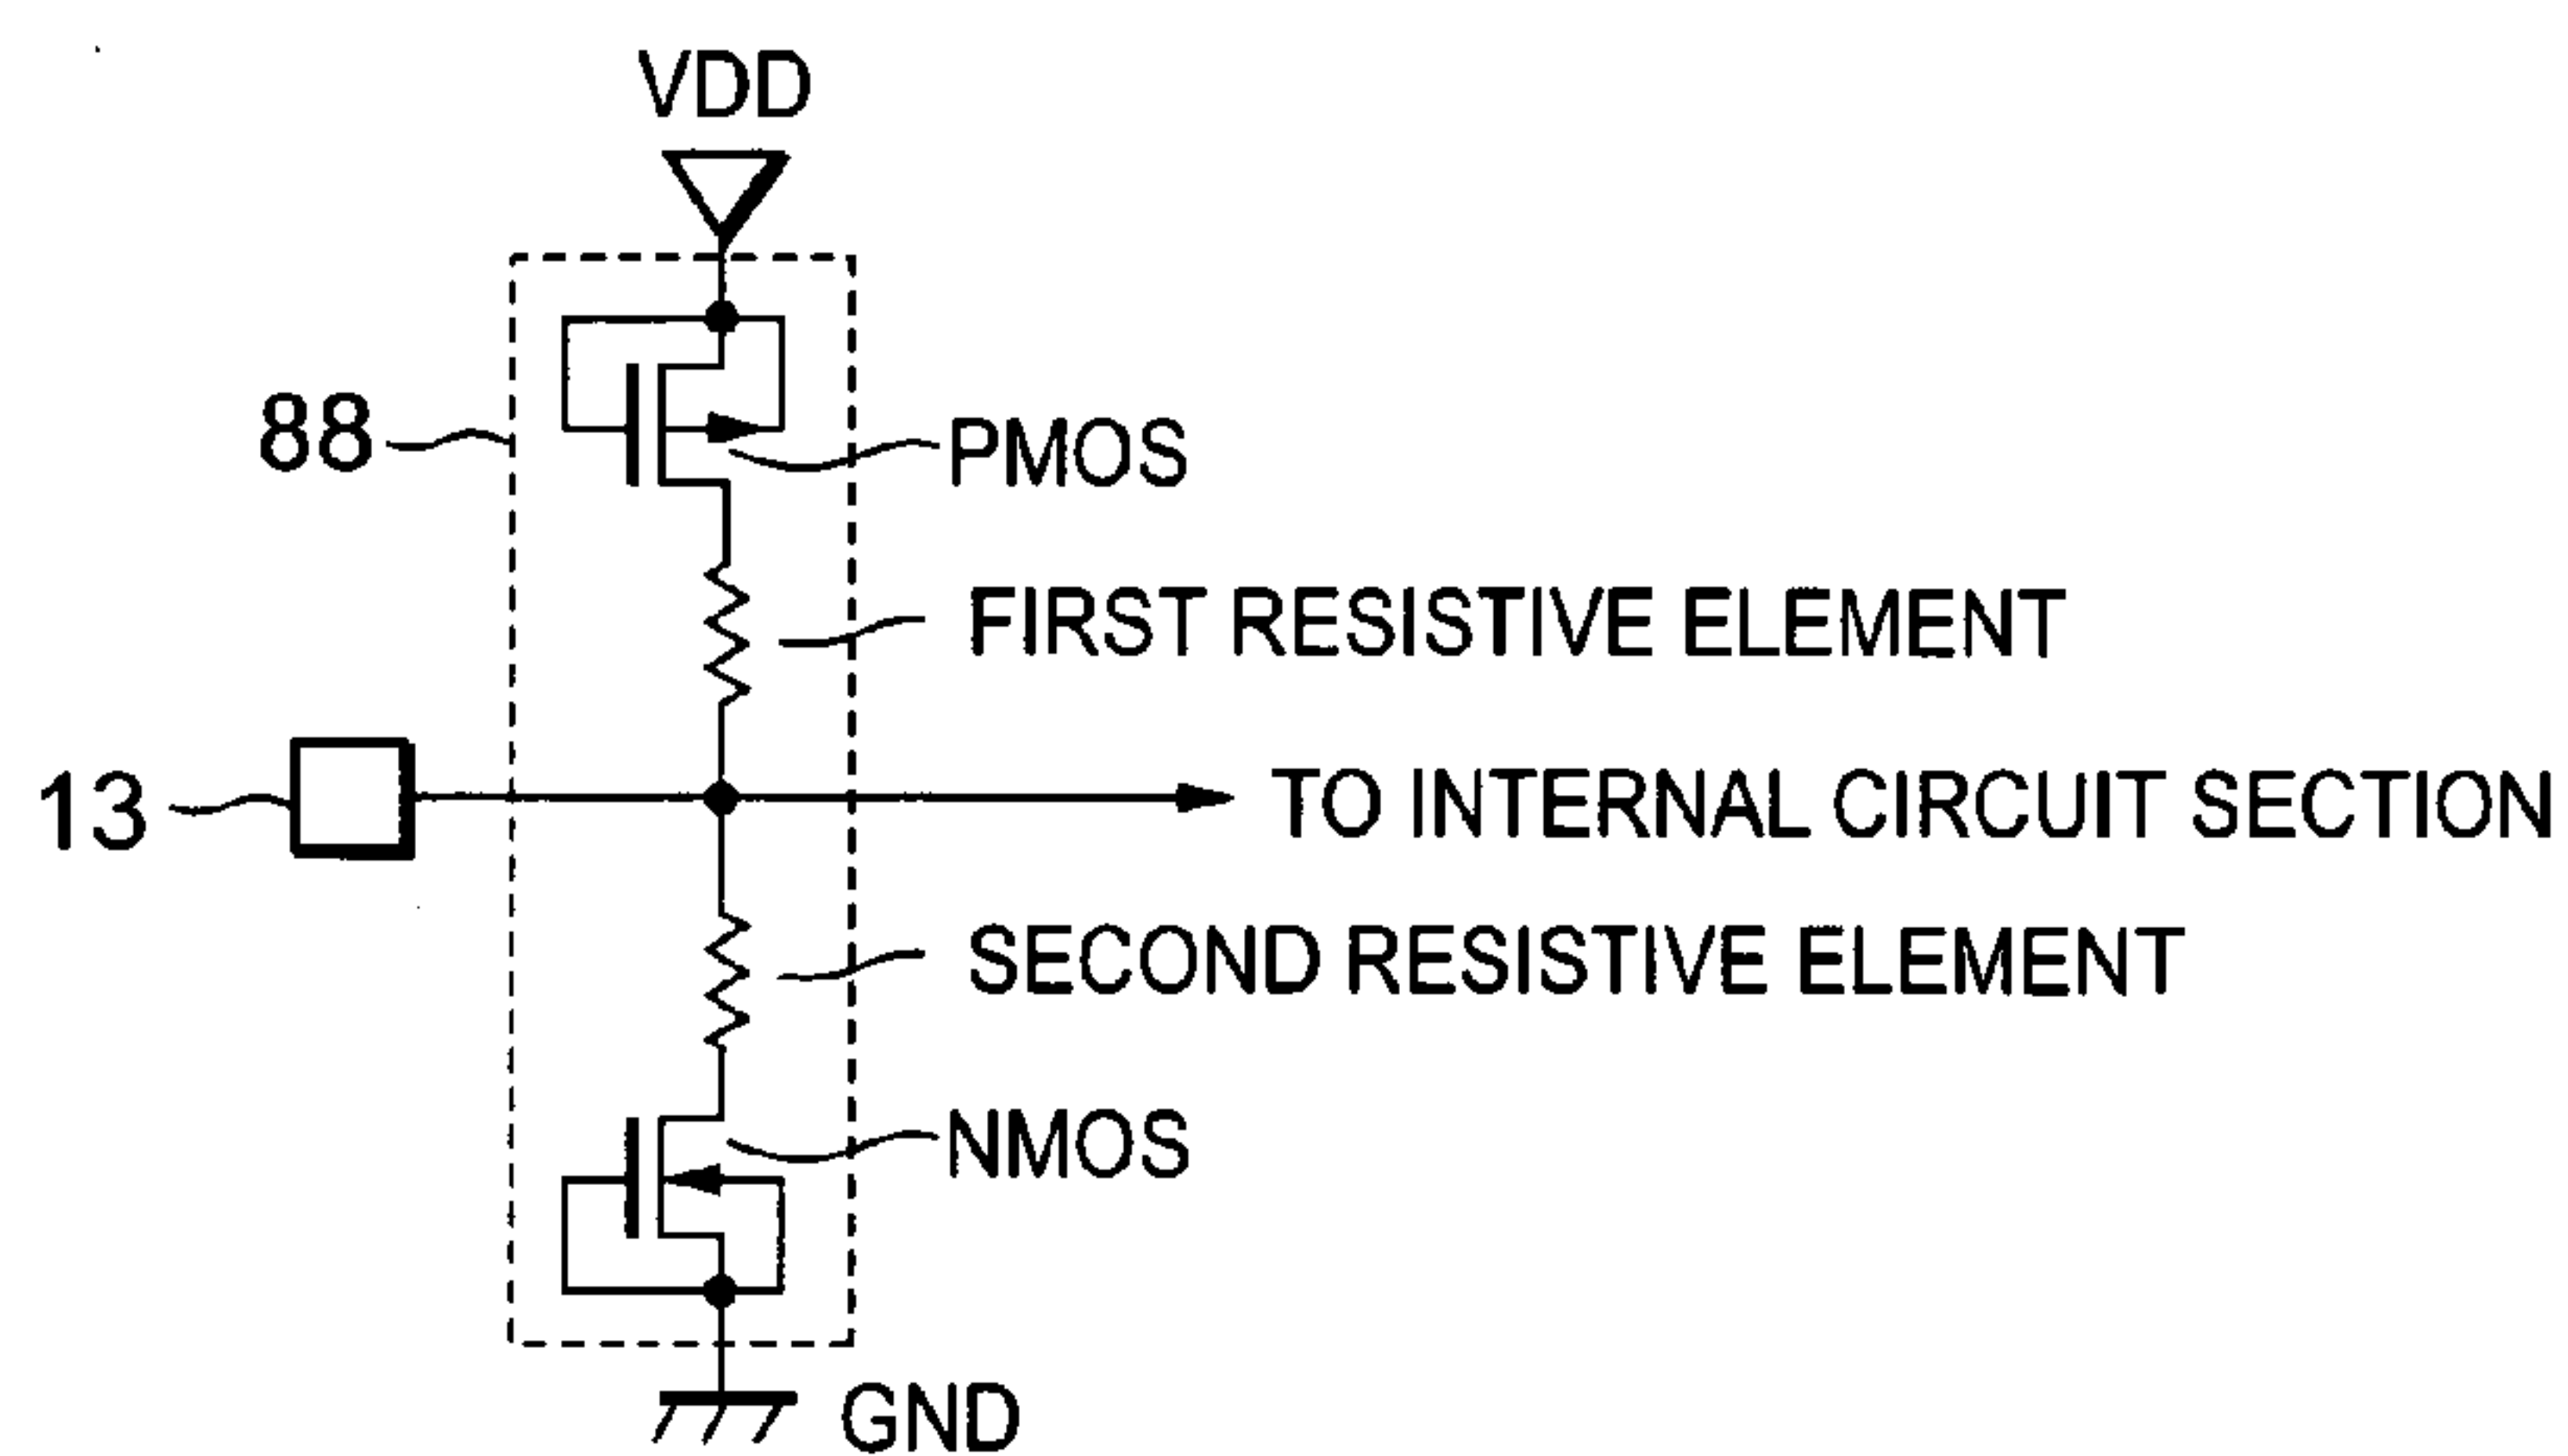 VDD
88
PMOS
FIRST RESISTIVE ELEMENT
13
TO INTERNAL CIRCUIT SECTION
SECOND RESISTIVE ELEMENT
NMOS
GND